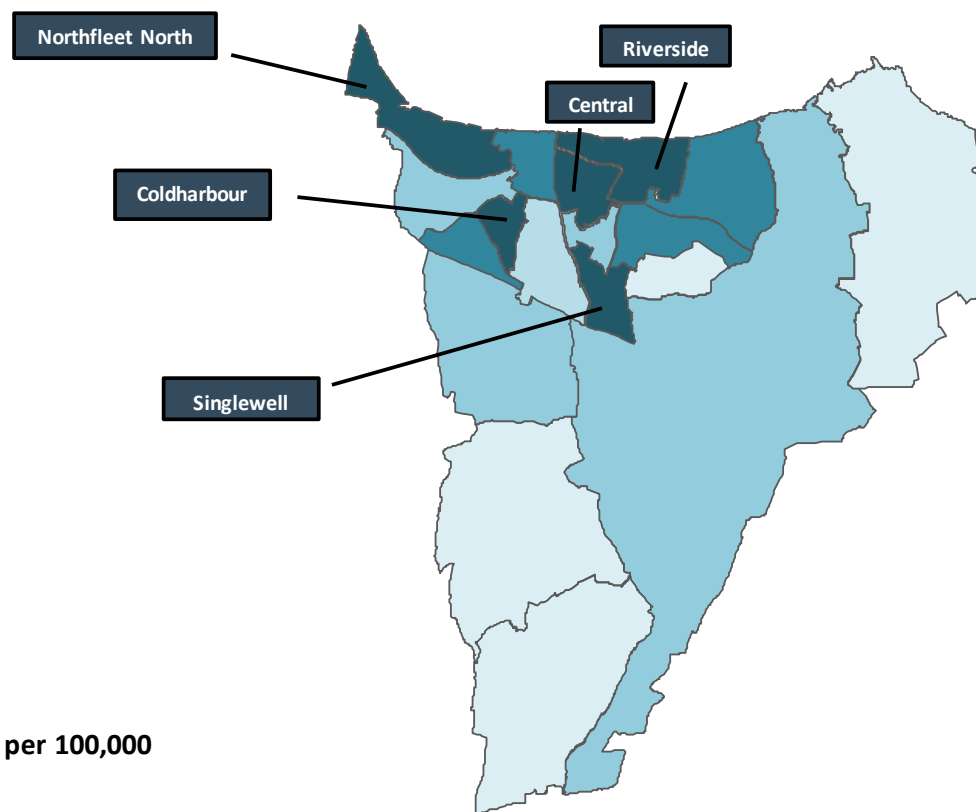 Northfleet North
Riverside
Central
Coldharbour
Singlewell
per 100,000